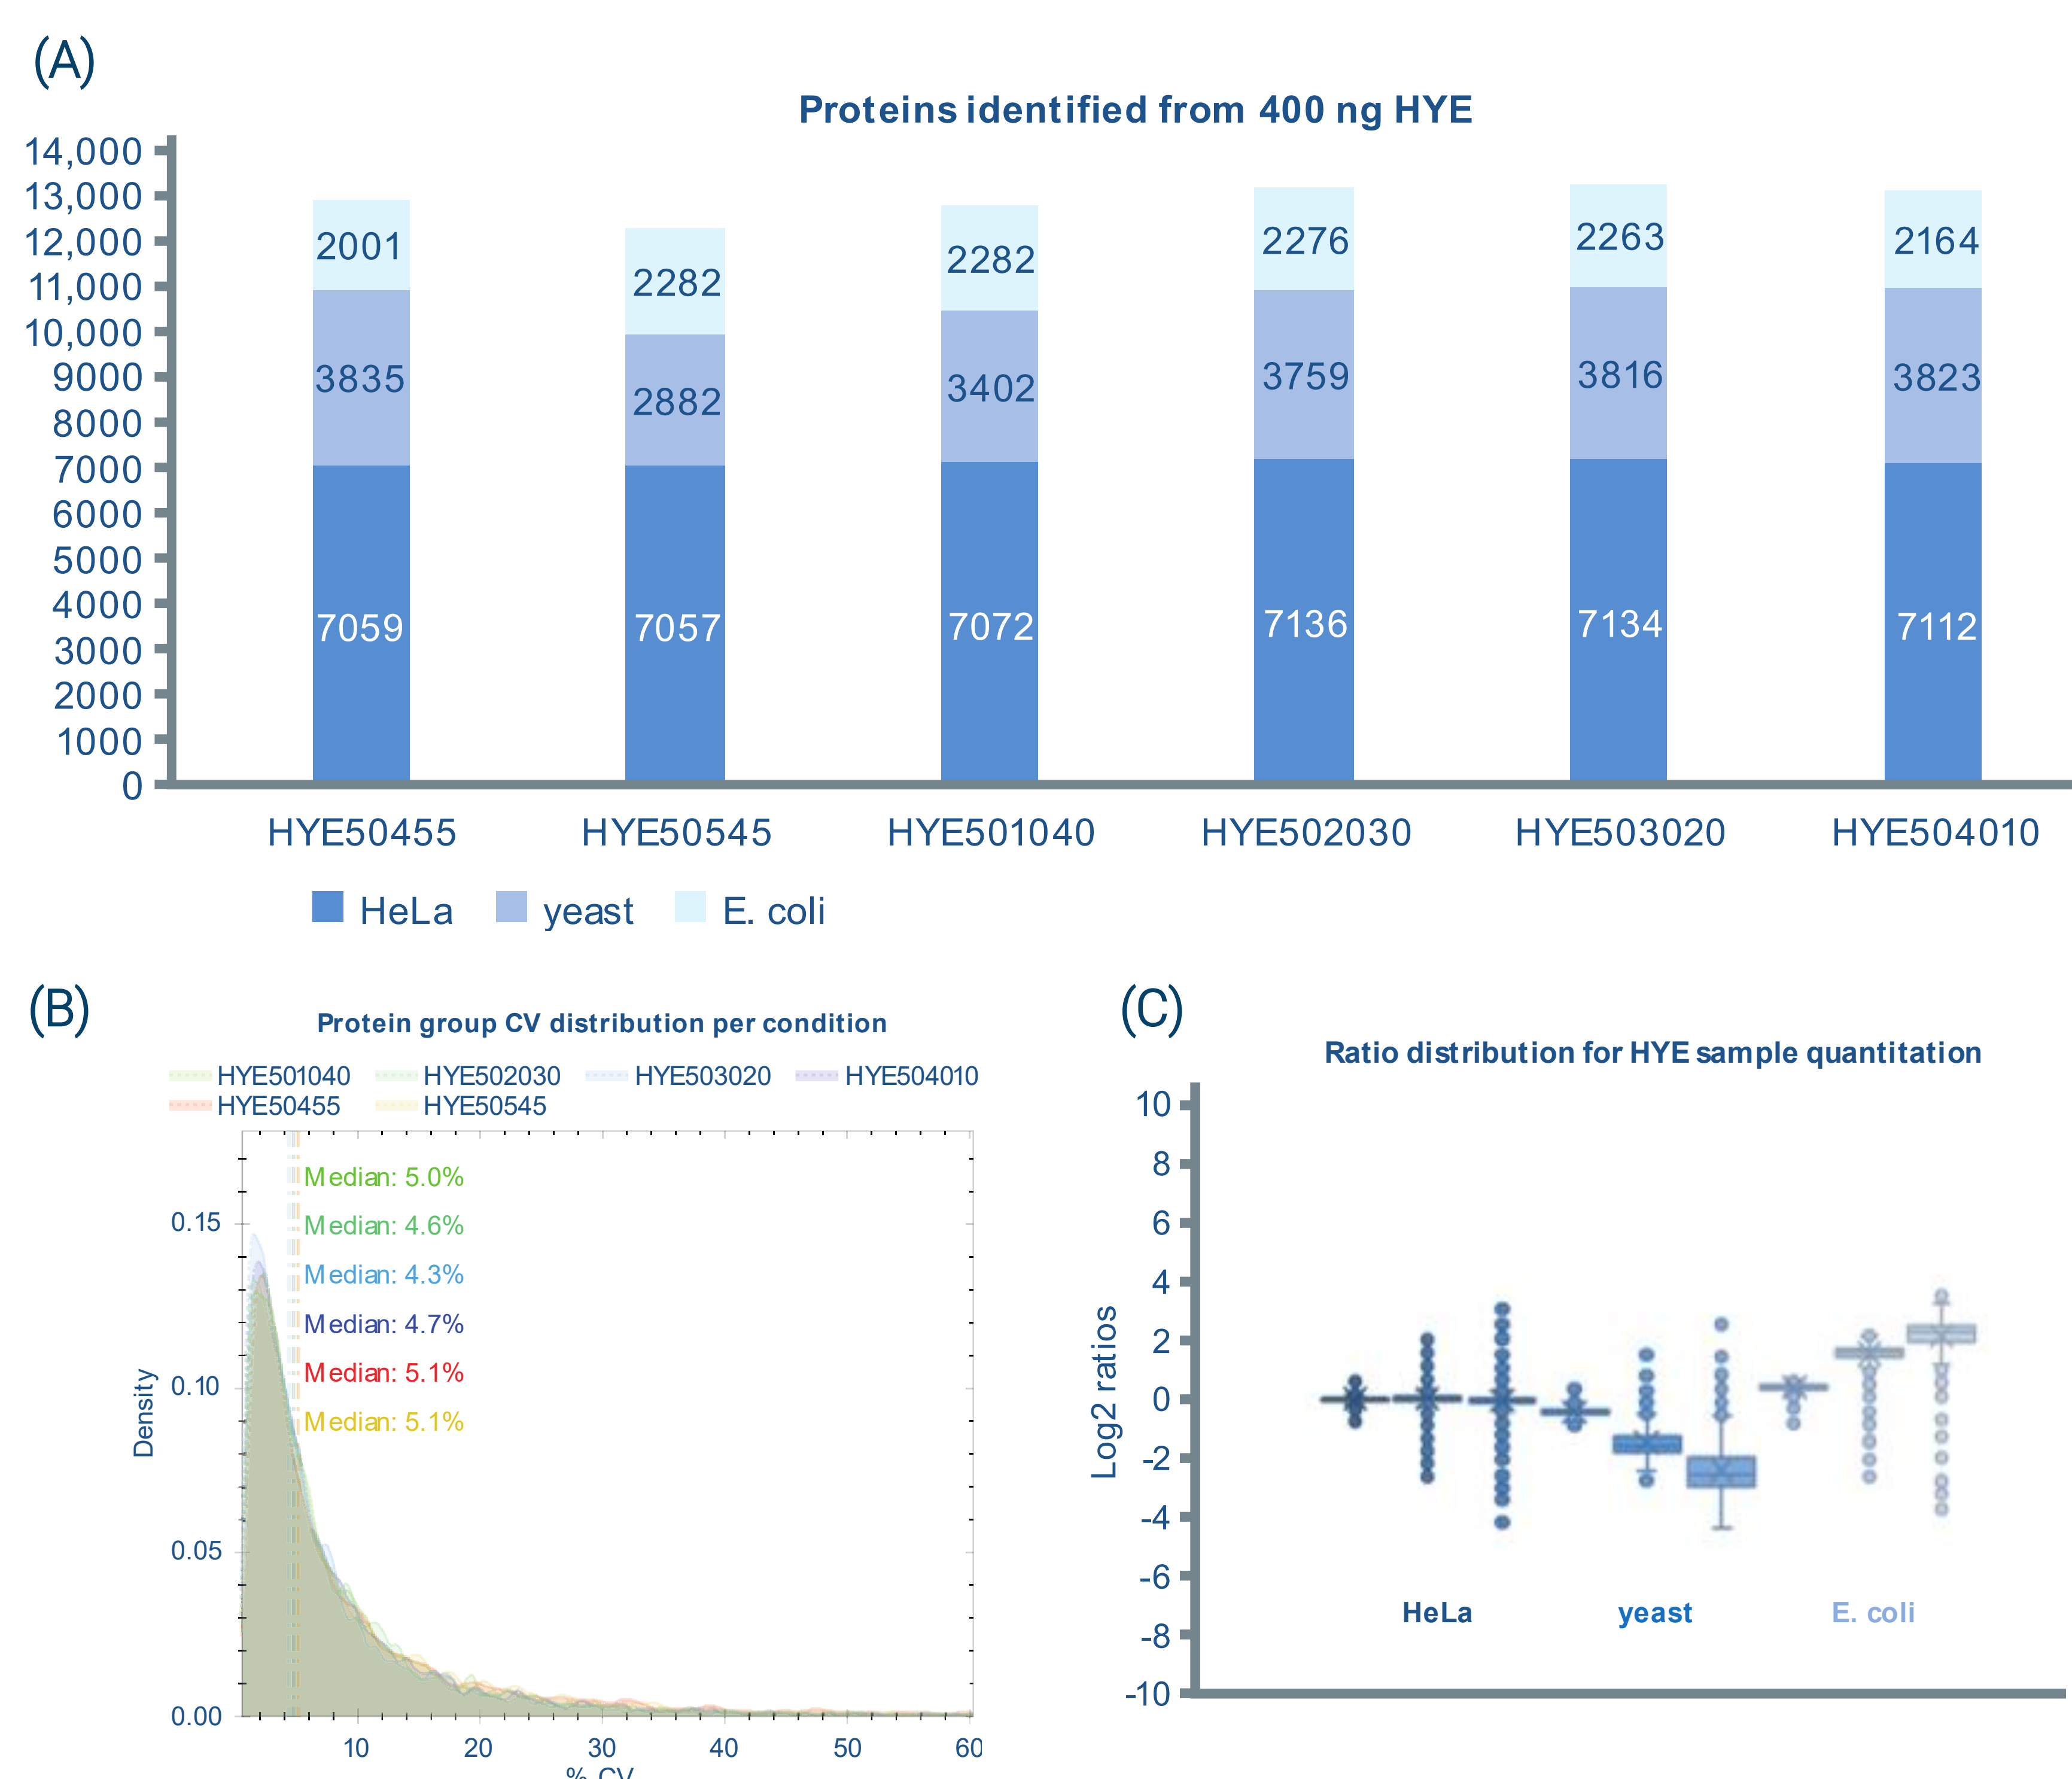 (A)
Proteins identified from 400 ng HYE
14,000
13,000
12,000
11,000
10,000
9000
8000
7000
6000
5000
4000
3000
2000
1000
0
2001 2282 2282 2276 2263 2164
3835 2882 3402 3759 3816 3823
7059 7057 7072 7136 7134 7112
HYE50455 HYE50545 HYE501040 HYE502030 HYE503020 HYE504010
HeLa yeast E. coli
(B)
Protein group CV distribution per condition
HYE501040 HYE502030 HYE503020 HYE504010
HYE50455 HYE50545
Median: 5.0%
Median: 4.6%
Median: 4.3%
Median: 4.7%
Median: 5.1%
Median: 5.1%
Density
0.15
0.10
0.05
0.00
10 20 30 40 50 60
% CV
(C)
Ratio distribution for HYE sample quantitation
Log2 ratios
10
8
6
4
2
0
-2
-4
-6
-8
-10
HeLa yeast E. coli